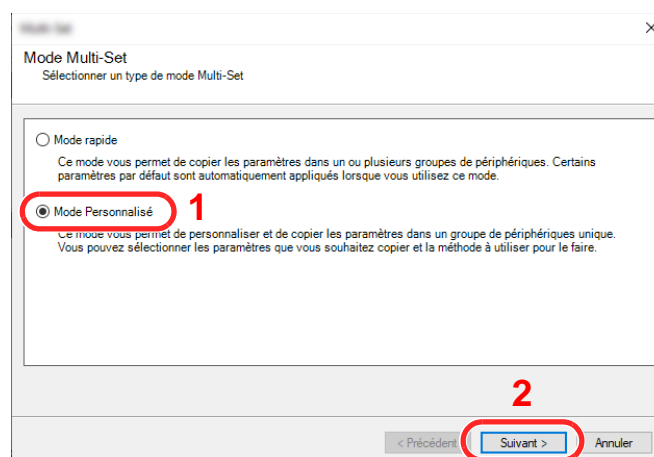 Mode Multi-Set
Sélectionner un type de mode Multi-Set
Mode rapide
Ce mode vous permet de copier les paramètres dans un ou plusieurs groupes de périphériques. Certains
paramètres par défaut sont automatiquement appliqués lorsque vous utilisez ce mode.
Mode Personnalisé
1
Ce mode vous permet de personnaliser et de copier les paramètres dans un groupe de périphériques unique.
Vous pouvez sélectionner les paramètres que vous souhaitez copier et la méthode à utiliser pour le faire.
2
< Précédent
Suivant >
Annuler